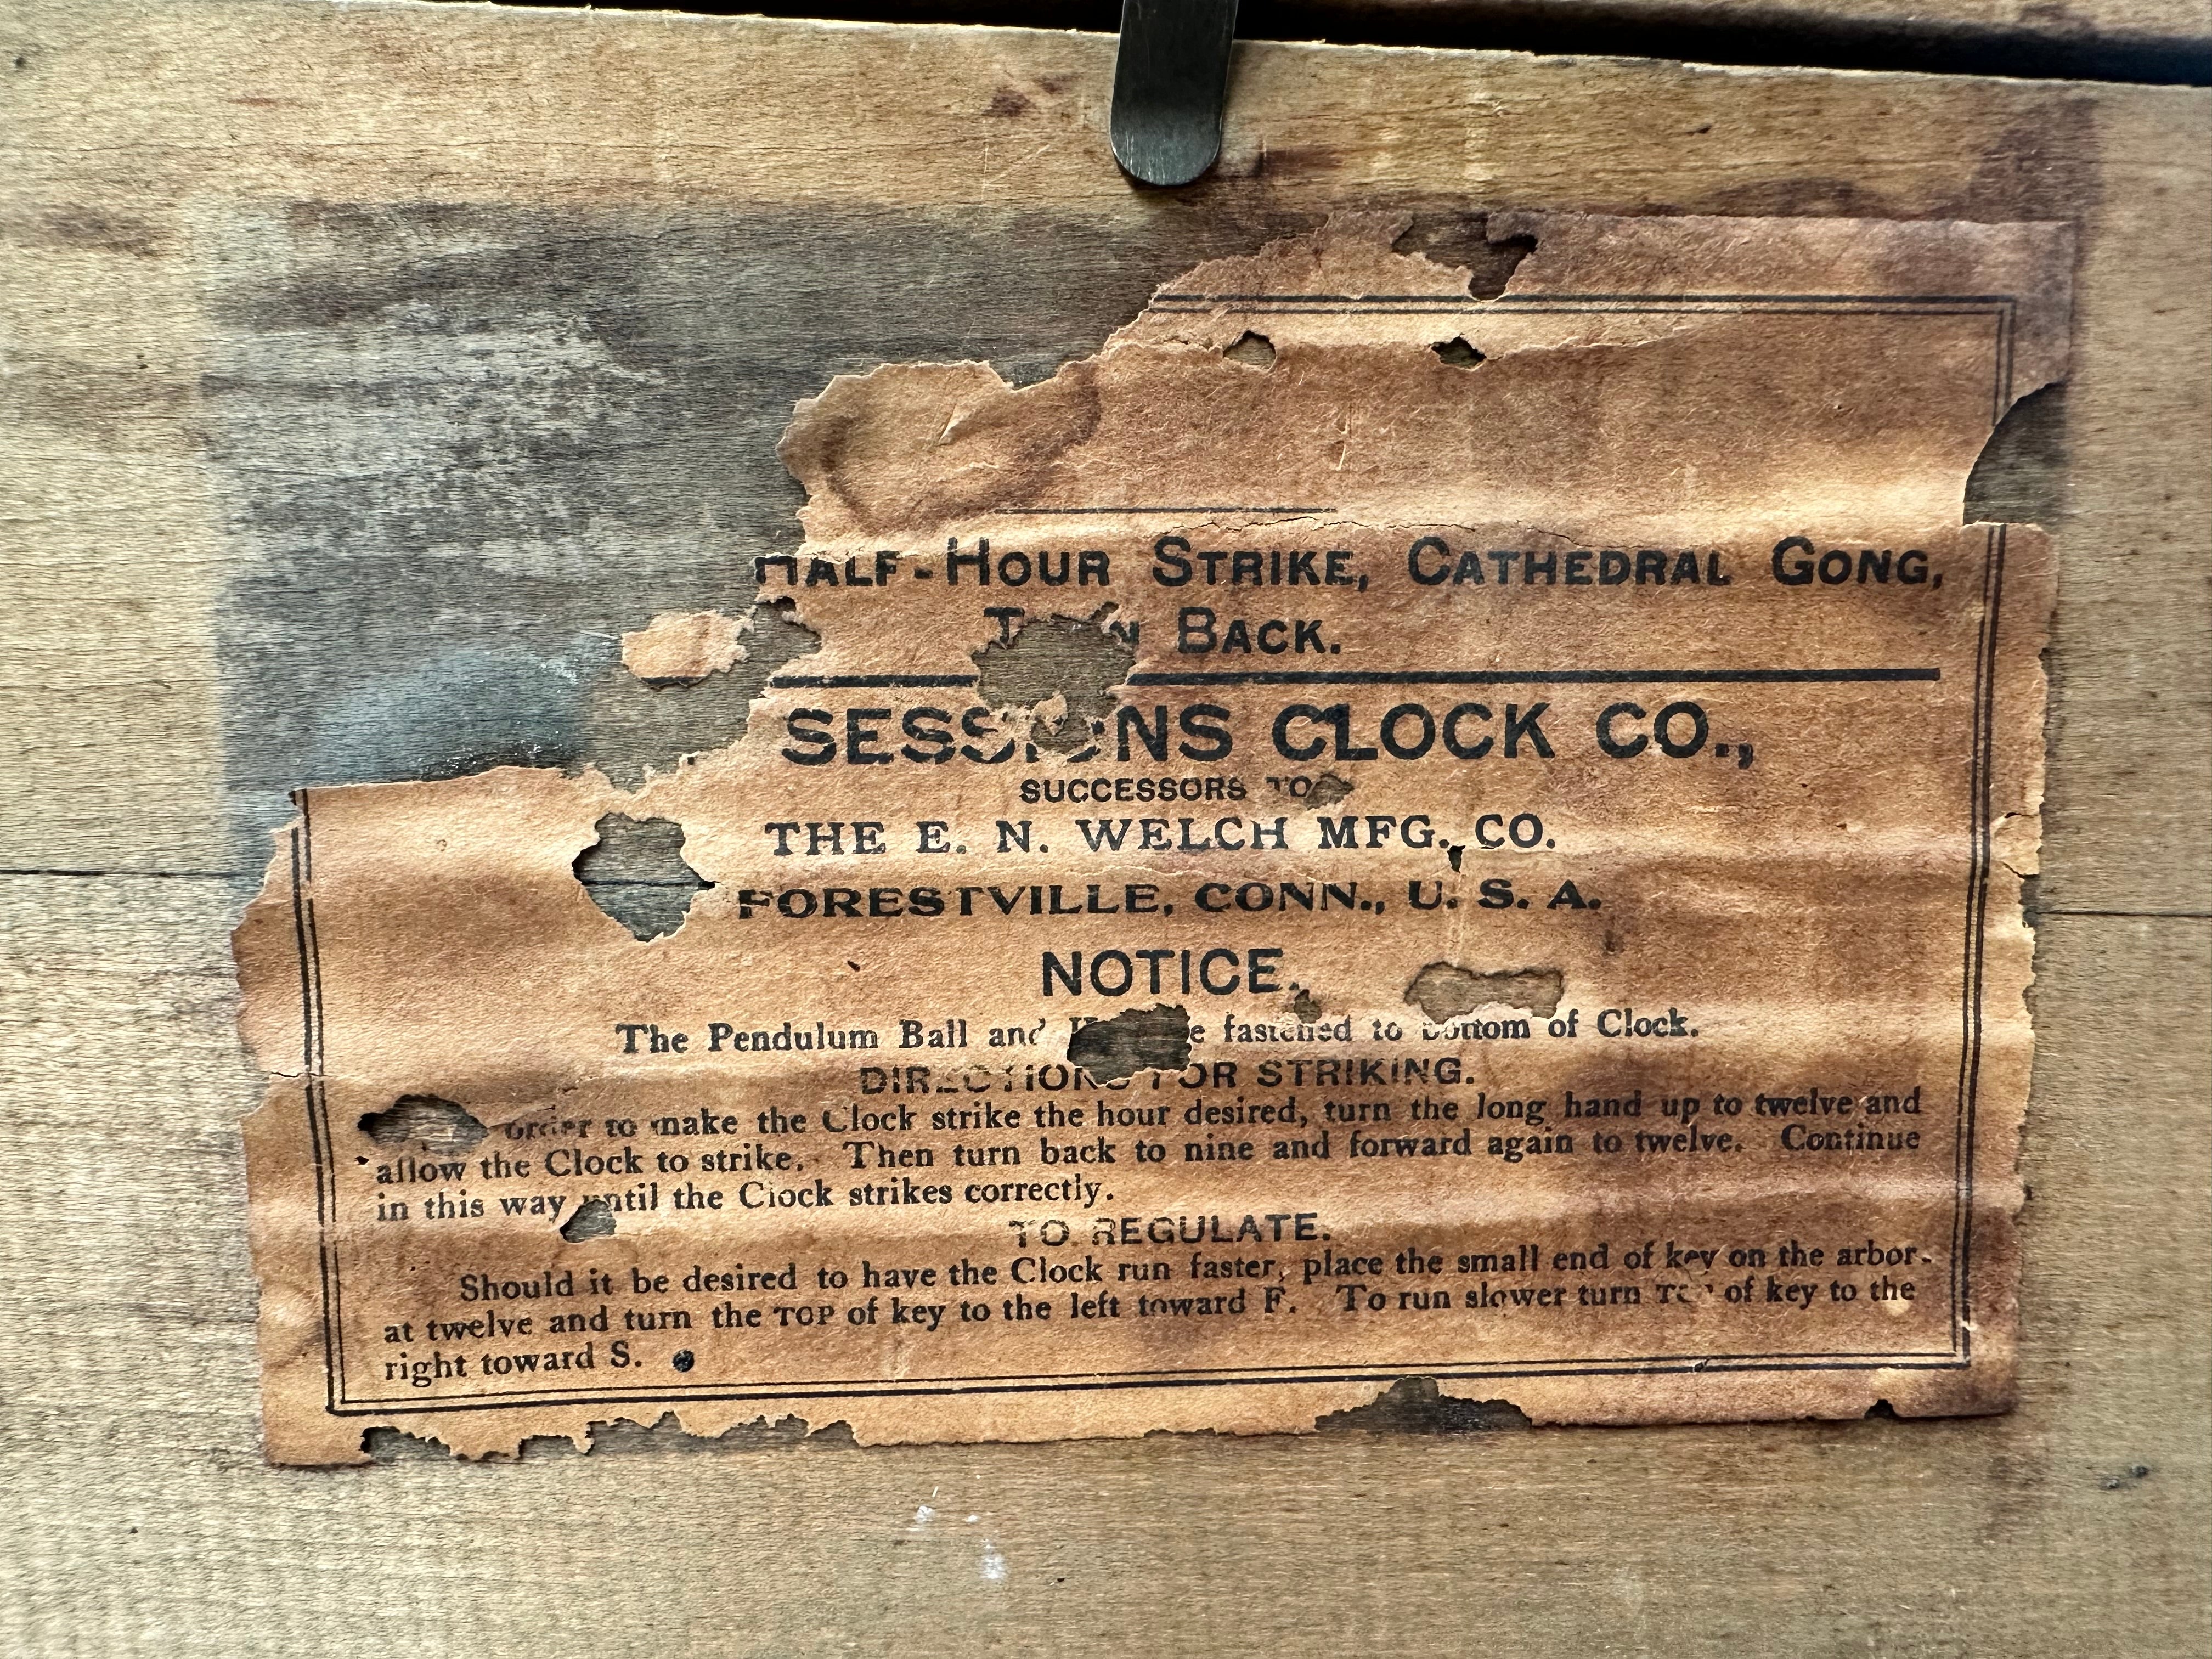 HALF-HOUR STRIKE, CATHEDRAL GONG,
BACK.
SESSIONS CLOCK CO.,
SUCCESSORS TO
THE E. N. WELCH MFG. CO.
FORESTVILLE, CONN., U. S. A.
NOTICE.
The Pendulum Ball and fastened to bottom of Clock.
DIRECTIONS FOR STRIKING.
order to make the Clock strike the hour desired, turn the long hand up to twelve and
allow the Clock to strike. Then turn back to nine and forward again to twelve. Continue
in this way until the Clock strikes correctly.
TO REGULATE.
Should it be desired to have the Clock run faster, place the small end of key on the arbor
at twelve and turn the TOP of key to the left toward F. To run slower turn TOP of key to the
right toward S.